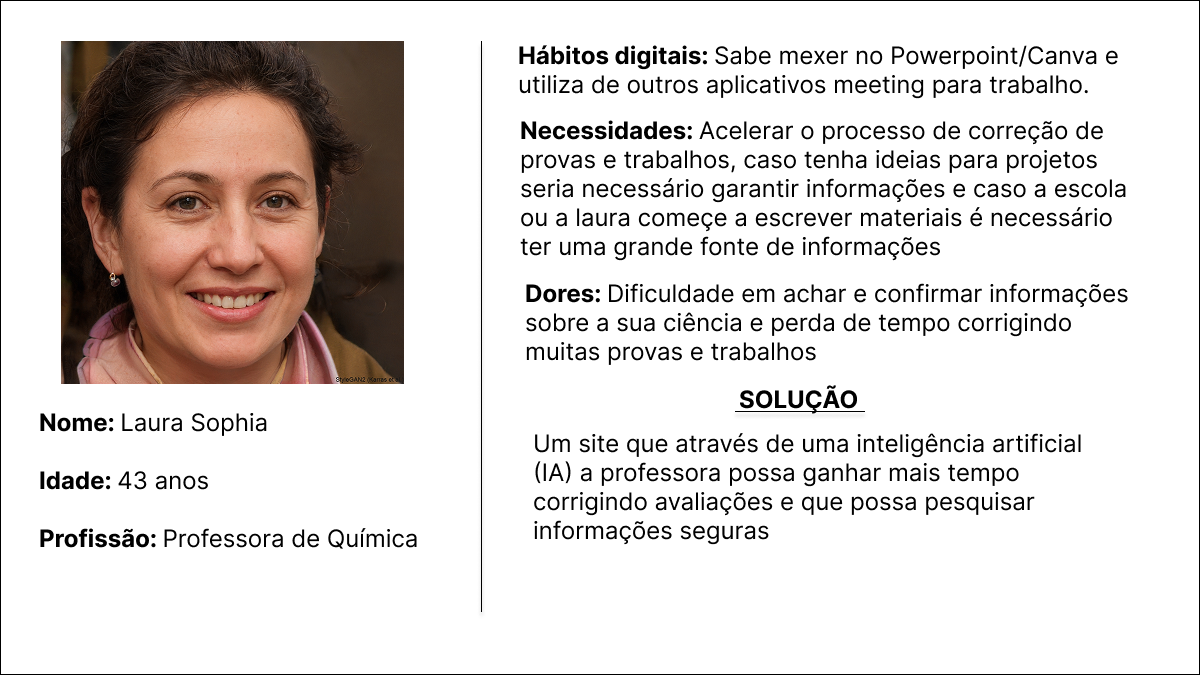 Nome: Laura Sophia
Idade: 43 anos
Profissão: Professora de Química
Hábitos digitais: Sabe mexer no Powerpoint/Canva e
utiliza de outros aplicativos meeting para trabalho.
Necessidades: Acelerar o processo de correção de
provas e trabalhos, caso tenha ideias para projetos
seria necessário garantir informações e caso a escola
ou a laura começe a escrever materiais é necessário
ter uma grande fonte de informações
Dores: Dificuldade em achar e confirmar informações
sobre a sua ciência e perda de tempo corrigindo
muitas provas e trabalhos
SOLUÇÃO
Um site que através de uma inteligência artificial
(IA) a professora possa ganhar mais tempo
corrigindo avaliações e que possa pesquisar
informações seguras